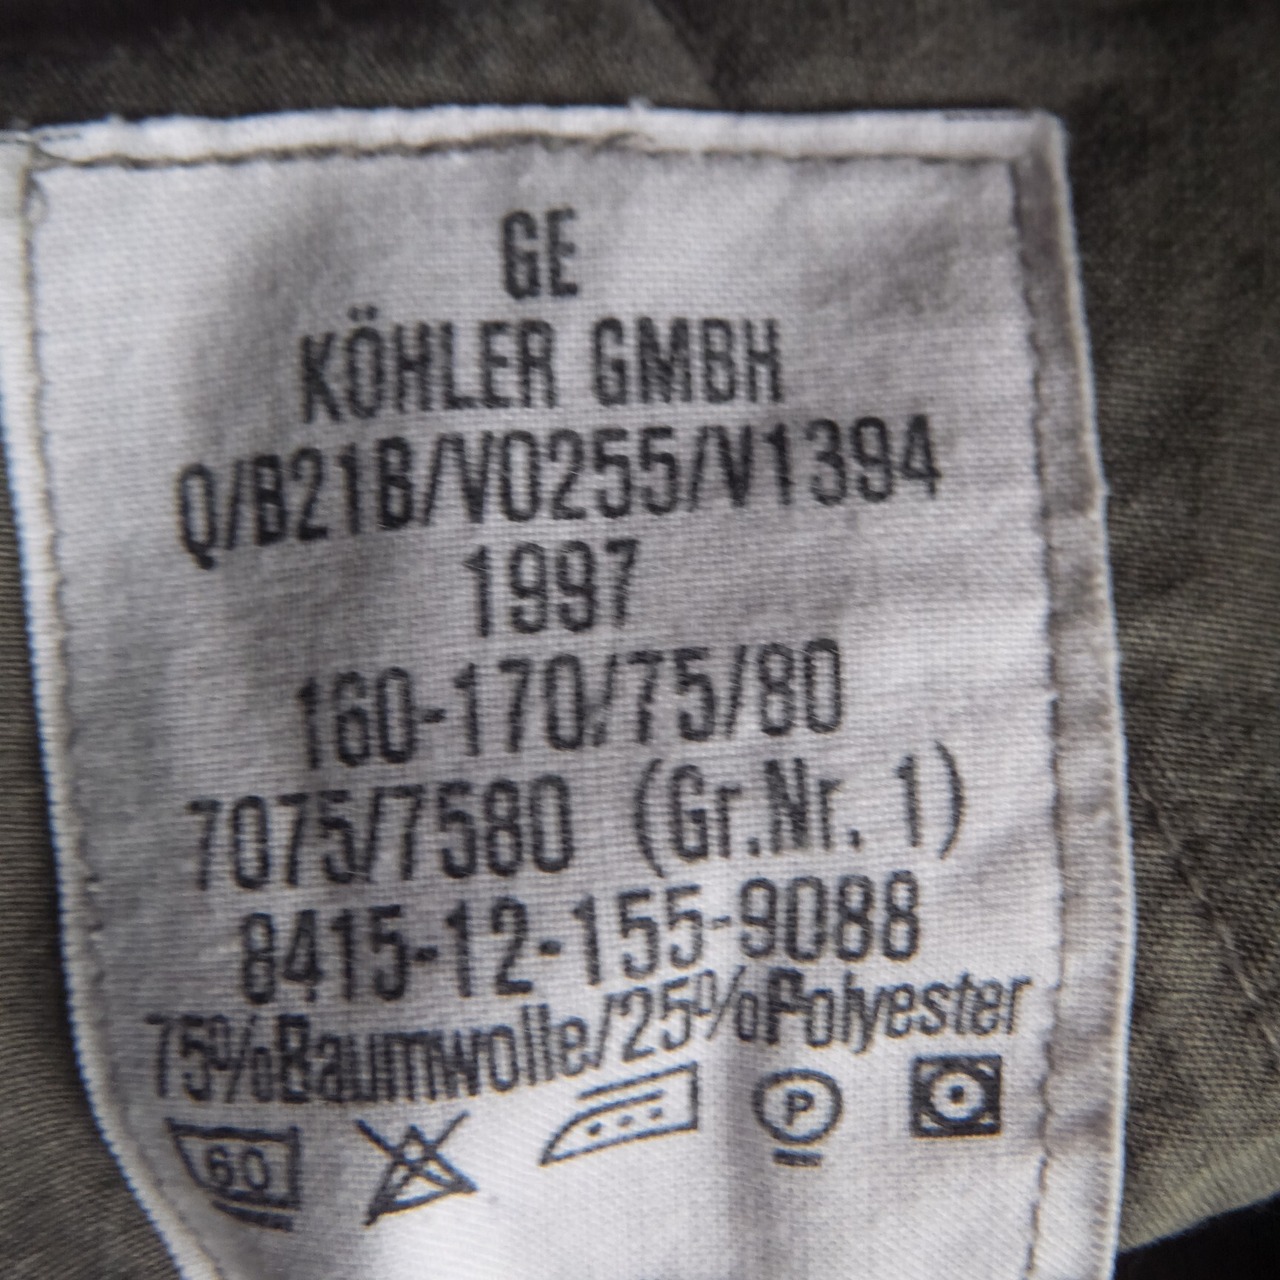 GE
KÖHLER GMBH
Q/B21B/V0255/V1394
1997
160-170/75/80
7075/7580 (Gr.Nr. 1)
8415-12-155-9088
75%Baumwolle/25%Polyester
60 P